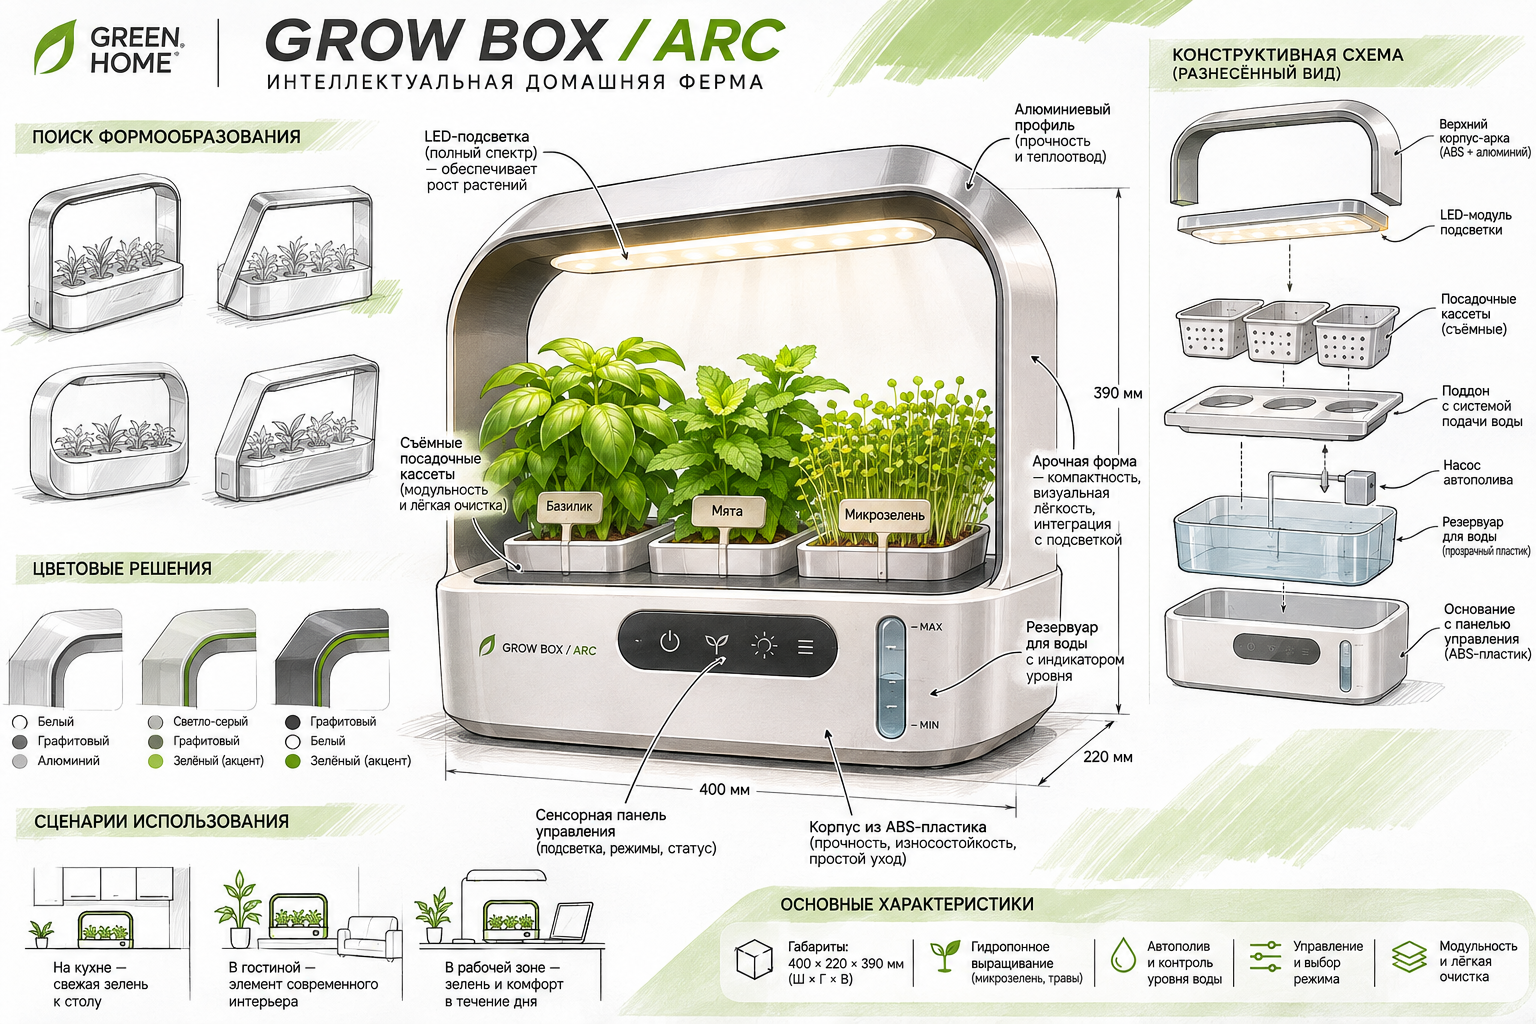 GREEN
HOME
GROW BOX / ARC
ИНТЕЛЛЕКТУАЛЬНАЯ ДОМАШНЯЯ ФЕРМА
ПОИСК ФОРМООБРАЗОВАНИЯ
LED-подсветка
(полный спектр)
— обеспечивает
рост растений
Алюминиевый
профиль
(прочность
и теплоотвод)
390 мм
Съёмные
посадочные
кассеты
(модульность
и лёгкая очистка)
Базилик
Мята
Микрозелень
Арочная форма
— компактность,
визуальная
лёгкость,
интеграция
с подсветкой
GROW BOX / ARC
MAX
MIN
Резервуар
для воды
с индикатором
уровня
220 мм
400 мм
Сенсорная панель
управления
(подсветка, режимы, статус)
Корпус из ABS-пластика
(прочность, износостойкость,
простой уход)
КОНСТРУКТИВНАЯ СХЕМА
(РАЗНЕСЁННЫЙ ВИД)
Верхний
корпус-арка
(ABS + алюминий)
LED-модуль
подсветки
Посадочные
кассеты
(съёмные)
Поддон
с системой
подачи воды
Насос
автополива
Резервуар
для воды
(прозрачный пластик)
Основание
с панелью
управления
(ABS-пластик)
ЦВЕТОВЫЕ РЕШЕНИЯ
Белый
Графитовый
Алюминий
Светло-серый
Графитовый
Зелёный (акцент)
Графитовый
Белый
Зелёный (акцент)
СЦЕНАРИИ ИСПОЛЬЗОВАНИЯ
На кухне —
свежая зелень
к столу
В гостиной —
элемент современного
интерьера
В рабочей зоне —
зелень и комфорт
в течение дня
ОСНОВНЫЕ ХАРАКТЕРИСТИКИ
Габариты:
400 × 220 × 390 мм
(Ш × Г × В)
Гидропонное
выращивание
(микрозелень, травы)
Автополив
и контроль
уровня воды
Управление
и выбор
режима
Модульность
и лёгкая
очистка